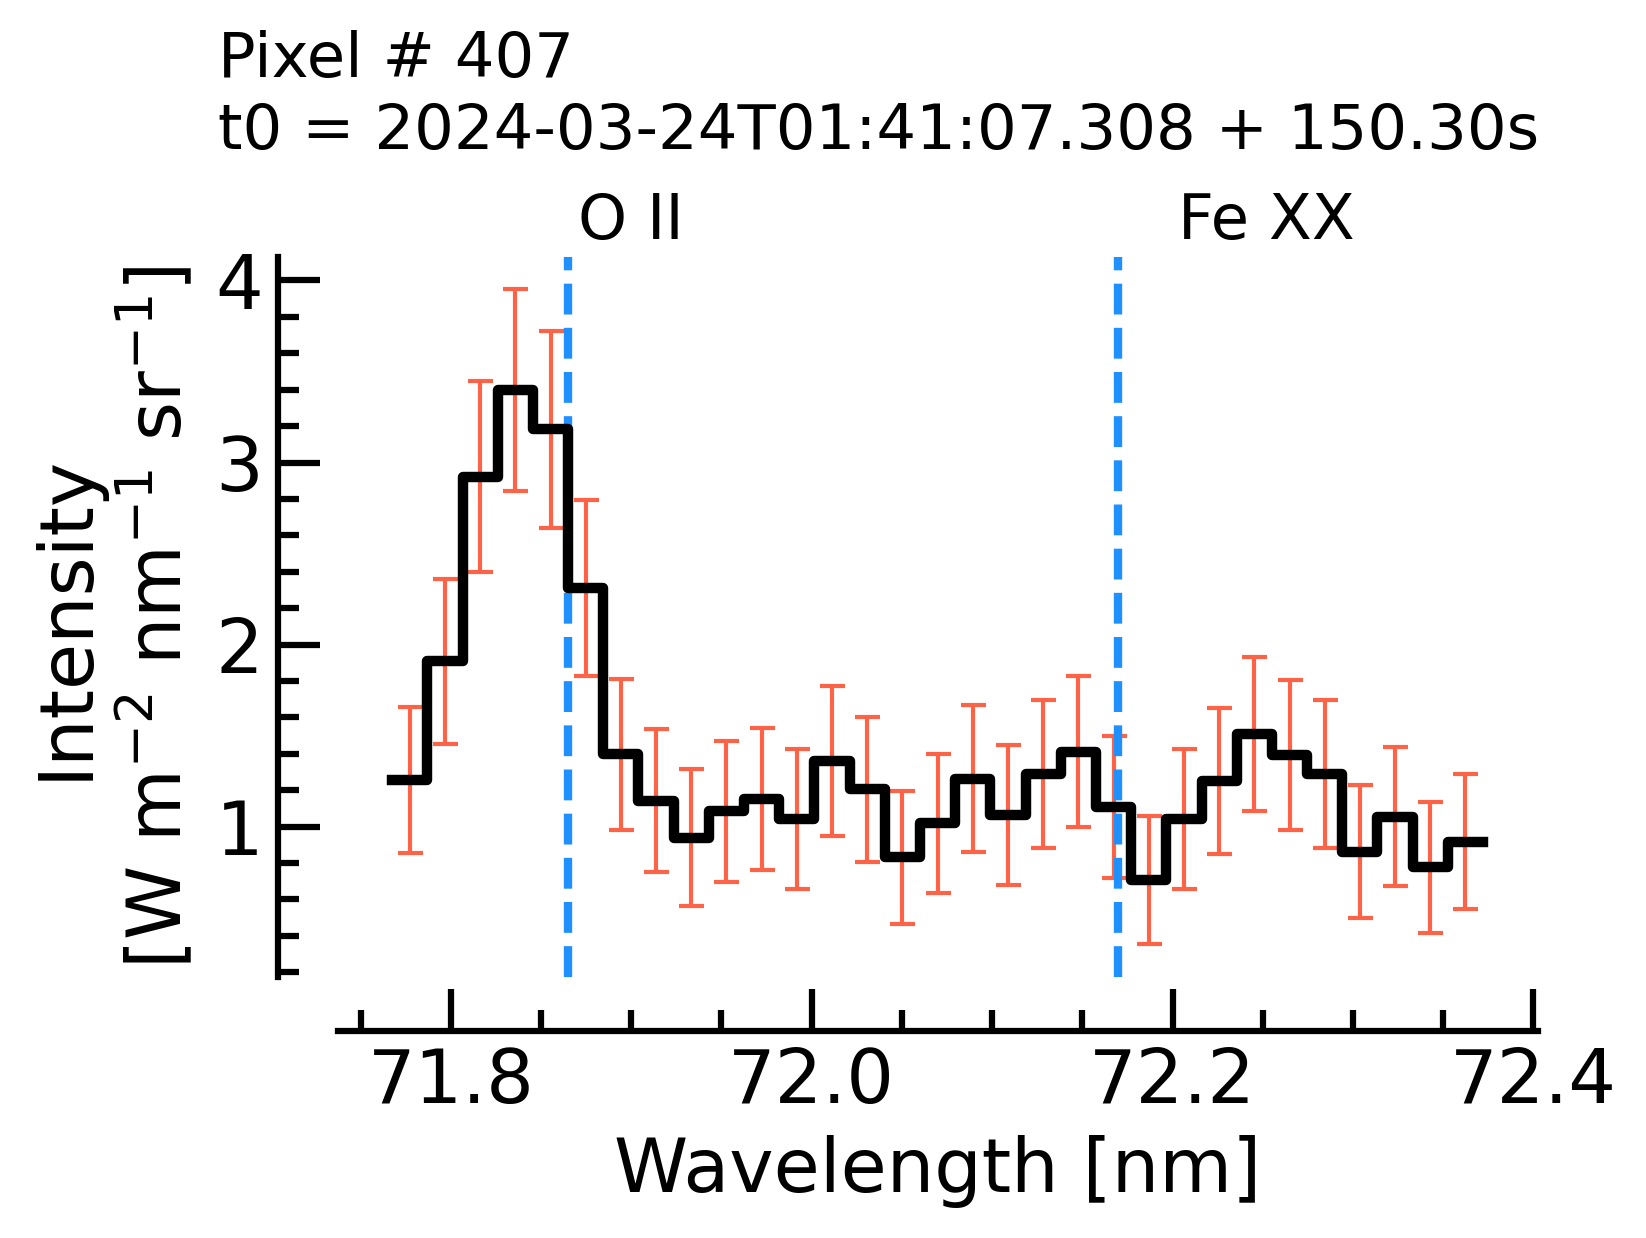 Pixel # 407
t0 = 2024-03-24T01:41:07.308 + 150.30s
O II
Fe XX
Intensity
[W m⁻² nm⁻¹ sr⁻¹]
4
3
2
1
71.8 72.0 72.2 72.4
Wavelength [nm]